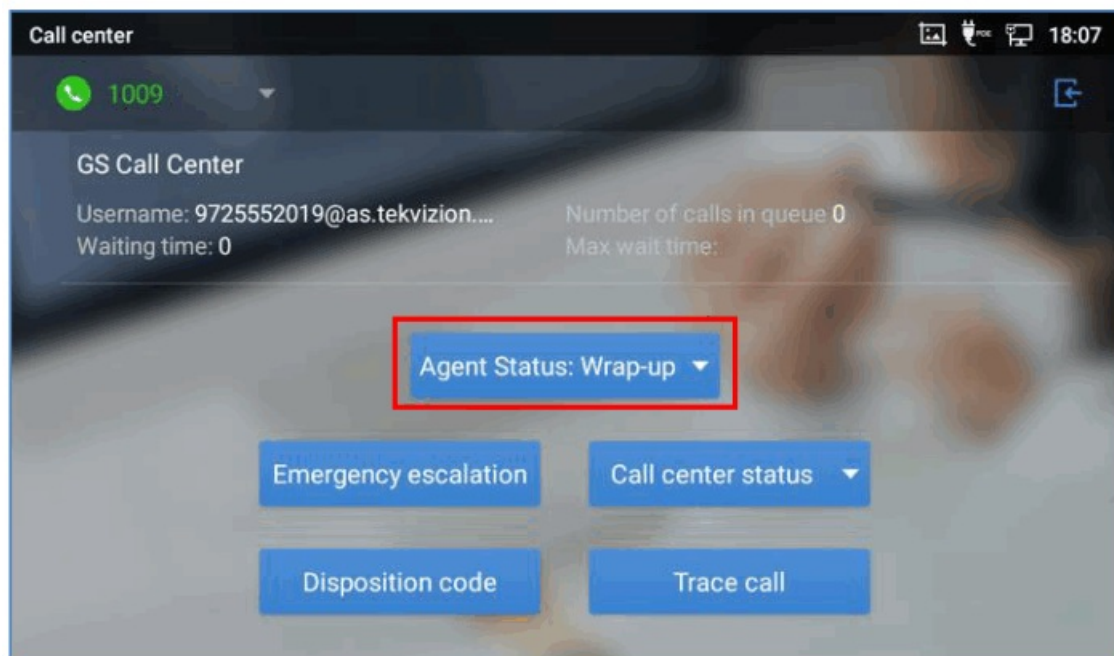 Call center
POE
18:07
1009
GS Call Center
Username: 9725552019@as.tekvizion....
Number of calls in queue 0
Waiting time: 0
Max wait time:
Agent Status: Wrap-up
Emergency escalation
Call center status
Disposition code
Trace call